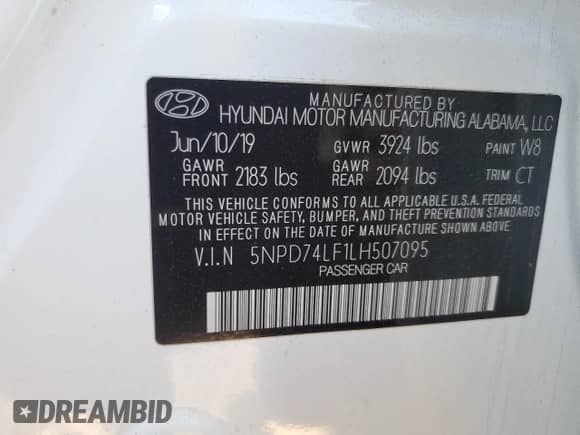 MANUFACTURED BY
HYUNDAI MOTOR MANUFACTURING ALABAMA, LLC
Jun/10/19 GVWR 3924 lbs PAINT W8
GAWR FRONT 2183 lbs GAWR REAR 2094 lbs TRIM CT
THIS VEHICLE CONFORMS TO ALL APPLICABLE U.S.A. FEDERAL
MOTOR VEHICLE SAFETY, BUMPER, AND THEFT PREVENTION STANDARDS
IN EFFECT ON THE DATE OF MANUFACTURE SHOWN ABOVE.
V.I.N 5NPD74LF1LH507095
PASSENGER CAR
DREAMBID